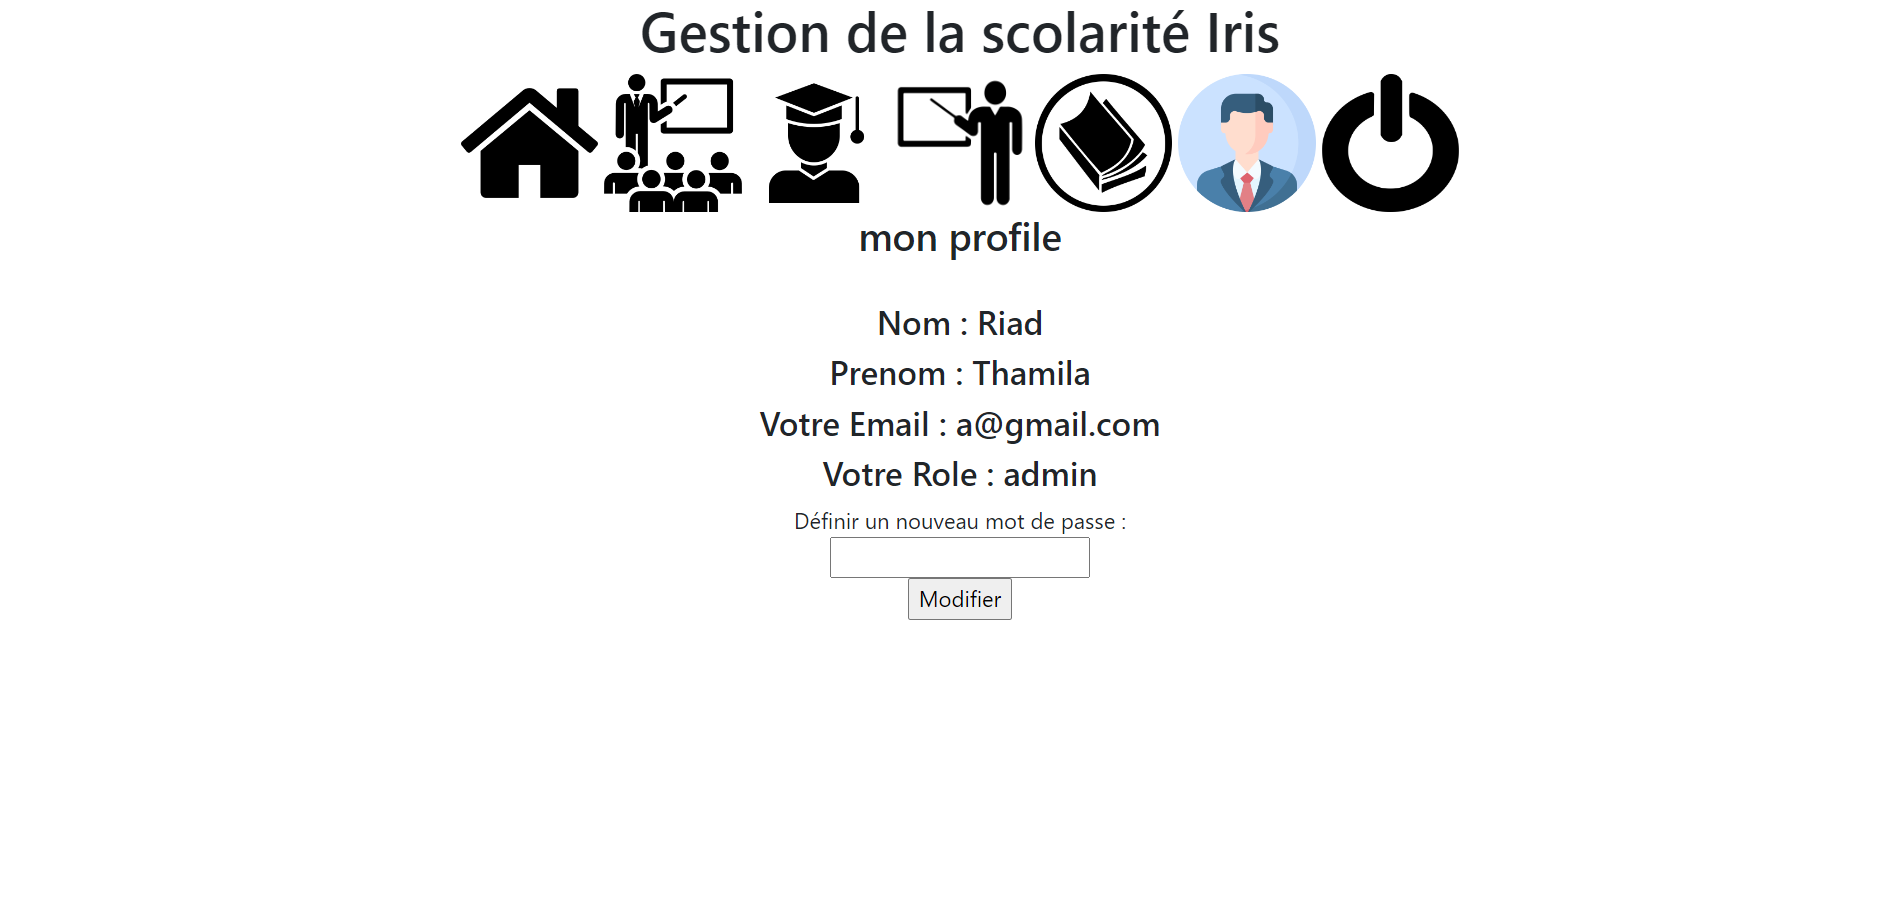 Gestion de la scolarité Iris
mon profile
Nom : Riad
Prenom : Thamila
Votre Email : a@gmail.com
Votre Role : admin
Définir un nouveau mot de passe :
Modifier